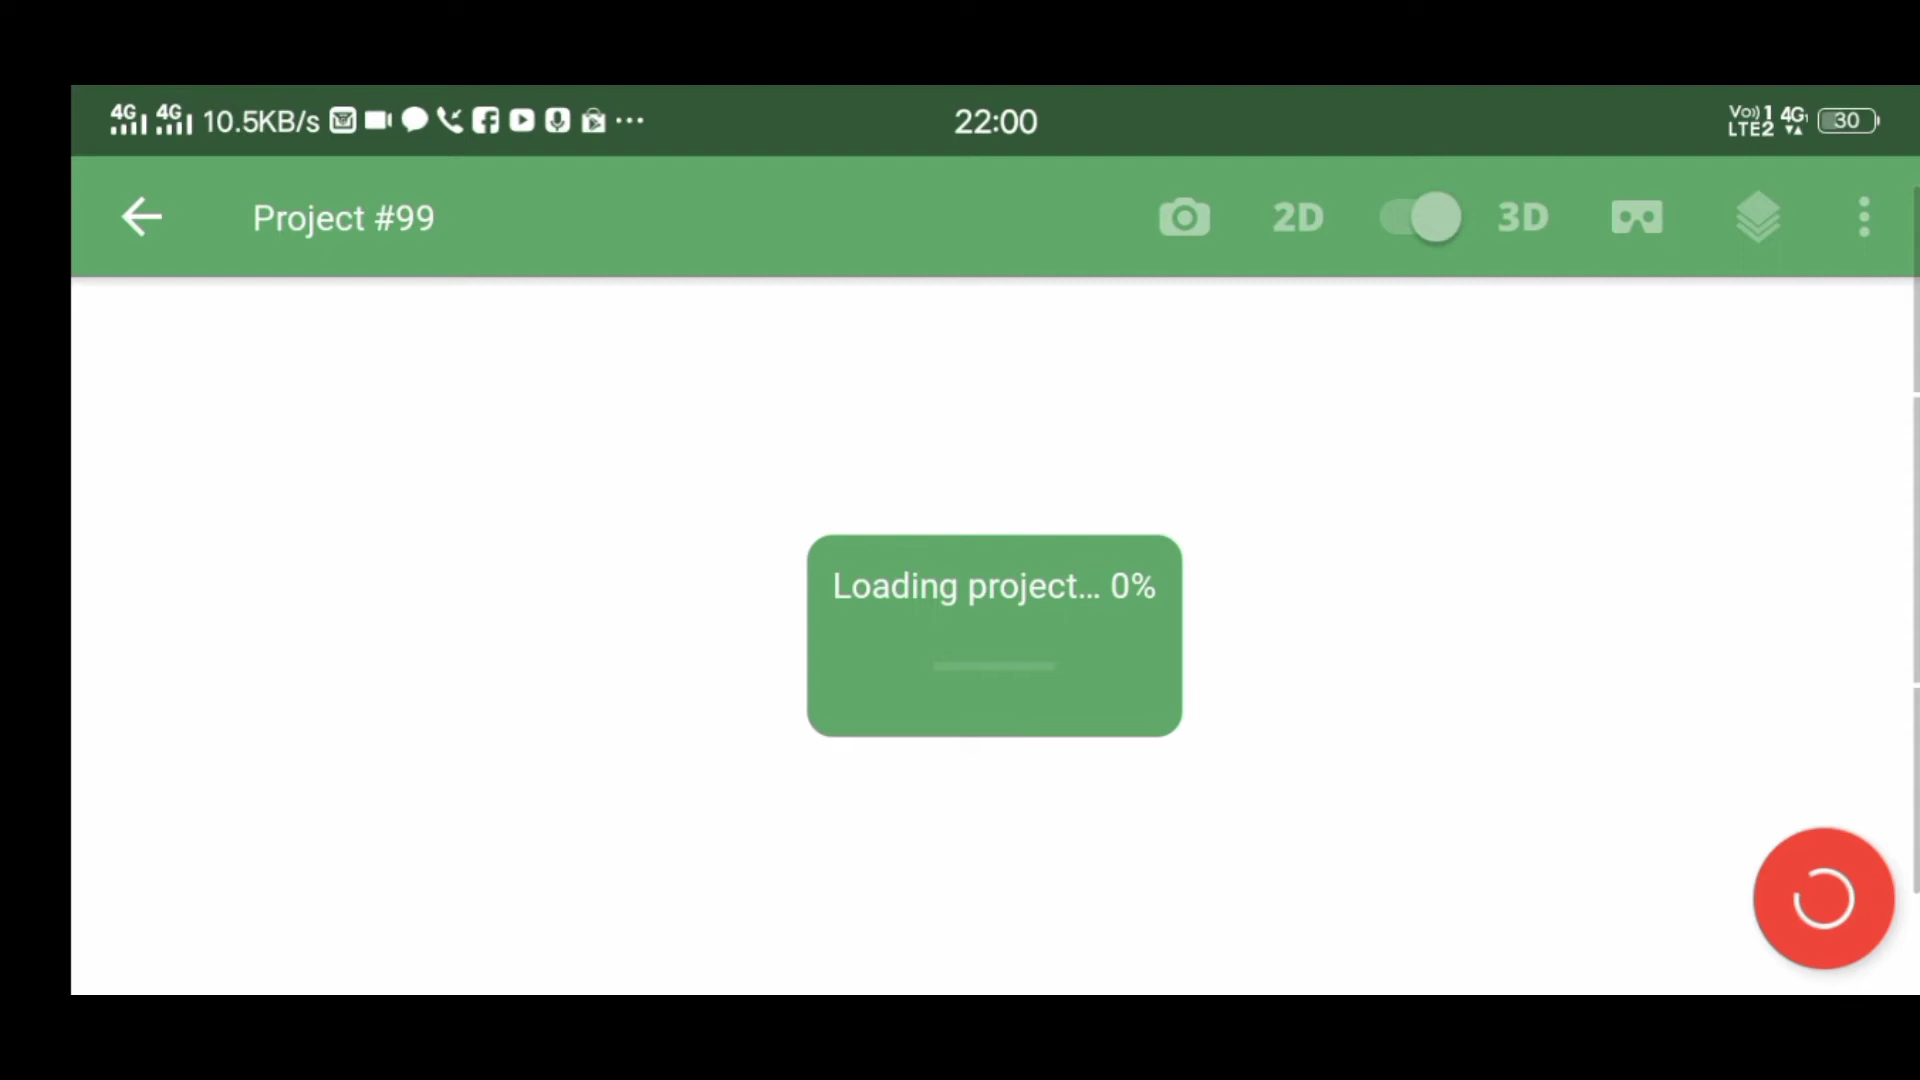 4G 4G 10.5KB/s 22:00 Vo)) 1 LTE2 4G 30
Project #99 2D 3D
Loading project... 0%